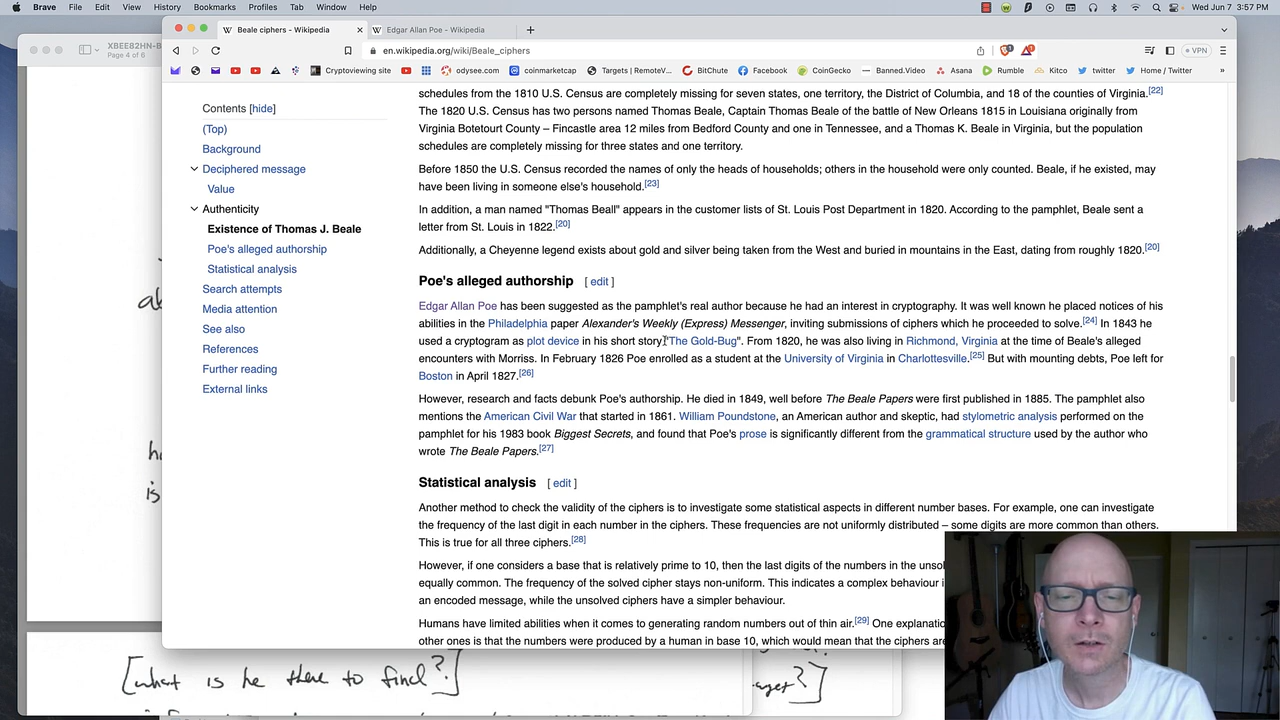 Brave File Edit View History Bookmarks Profiles Tab Window Help
Wed Jun 7 3:57 PM
XBEE82HN-B
Page 4 of 6
Beale ciphers - Wikipedia
Edgar Allan Poe - Wikipedia
en.wikipedia.org/wiki/Beale_ciphers
VPN
Cryptoviewing site odysee.com coinmarketcap Targets | RemoteV... BitChute Facebook CoinGecko Banned.Video Asana Rumble Kitco twitter Home / Twitter
Contents [hide]
(Top)
Background
Deciphered message
Value
Authenticity
Existence of Thomas J. Beale
Poe's alleged authorship
Statistical analysis
Search attempts
Media attention
See also
References
Further reading
External links
schedules from the 1810 U.S. Census are completely missing for seven states, one territory, the District of Columbia, and 18 of the counties of Virginia.[22]
The 1820 U.S. Census has two persons named Thomas Beale, Captain Thomas Beale of the battle of New Orleans 1815 in Louisiana originally from
Virginia Botetourt County – Fincastle area 12 miles from Bedford County and one in Tennessee, and a Thomas K. Beale in Virginia, but the population
schedules are completely missing for three states and one territory.
Before 1850 the U.S. Census recorded the names of only the heads of households; others in the household were only counted. Beale, if he existed, may
have been living in someone else's household.[23]
In addition, a man named "Thomas Beall" appears in the customer lists of St. Louis Post Department in 1820. According to the pamphlet, Beale sent a
letter from St. Louis in 1822.[20]
Additionally, a Cheyenne legend exists about gold and silver being taken from the West and buried in mountains in the East, dating from roughly 1820.[20]
Poe's alleged authorship [ edit ]
Edgar Allan Poe has been suggested as the pamphlet's real author because he had an interest in cryptography. It was well known he placed notices of his
abilities in the Philadelphia paper Alexander's Weekly (Express) Messenger, inviting submissions of ciphers which he proceeded to solve.[24] In 1843 he
used a cryptogram as plot device in his short story "The Gold-Bug". From 1820, he was also living in Richmond, Virginia at the time of Beale's alleged
encounters with Morriss. In February 1826 Poe enrolled as a student at the University of Virginia in Charlottesville.[25] But with mounting debts, Poe left for
Boston in April 1827.[26]
However, research and facts debunk Poe's authorship. He died in 1849, well before The Beale Papers were first published in 1885. The pamphlet also
mentions the American Civil War that started in 1861. William Poundstone, an American author and skeptic, had stylometric analysis performed on the
pamphlet for his 1983 book Biggest Secrets, and found that Poe's prose is significantly different from the grammatical structure used by the author who
wrote The Beale Papers.[27]
Statistical analysis [ edit ]
Another method to check the validity of the ciphers is to investigate some statistical aspects in different number bases. For example, one can investigate
the frequency of the last digit in each number in the ciphers. These frequencies are not uniformly distributed – some digits are more common than others.
This is true for all three ciphers.[28]
However, if one considers a base that is relatively prime to 10, then the last digits of the numbers in the unsol
equally common. The frequency of the solved cipher stays non-uniform. This indicates a complex behaviour i
an encoded message, while the unsolved ciphers have a simpler behaviour.
Humans have limited abilities when it comes to generating random numbers out of thin air.[29] One explanatio
other ones is that the numbers were produced by a human in base 10, which would mean that the ciphers are
[what is he there to find?]